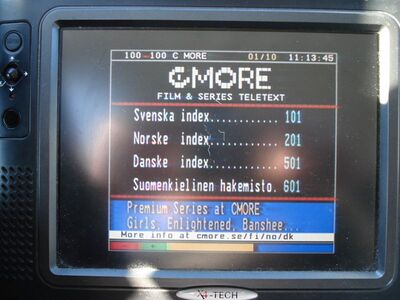 100-100 C MORE 01/10 11:13:45
CMORE
FILM & SERIES TELETEXT
Svenska index............ 101
Norske index............ 201
Danske index............ 501
Suomenkielinen hakemisto. 601
Premium Series at CMORE
Girls, Enlightened, Banshee...
More info at cmore.se/fi/no/dk
X4-TECH